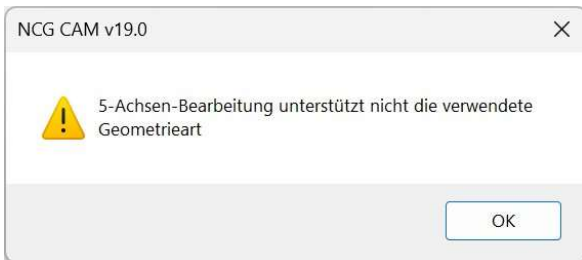 NCG CAM v19.0
5-Achsen-Bearbeitung unterstützt nicht die verwendete
Geometrieart
OK